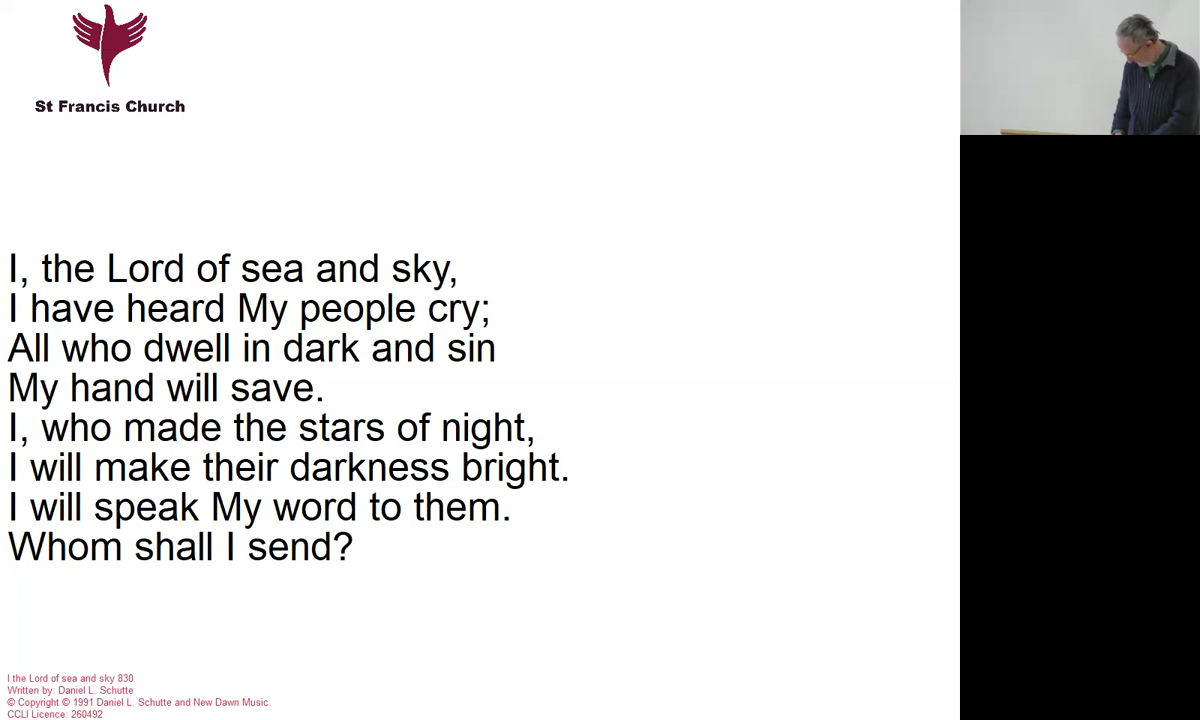 St Francis Church
I, the Lord of sea and sky,
I have heard My people cry;
All who dwell in dark and sin
My hand will save.
I, who made the stars of night,
I will make their darkness bright.
I will speak My word to them.
Whom shall I send?
I the Lord of sea and sky 830
Written by: Daniel L. Schutte
© Copyright © 1991 Daniel L. Schutte and New Dawn Music.
CCLI Licence: 260492